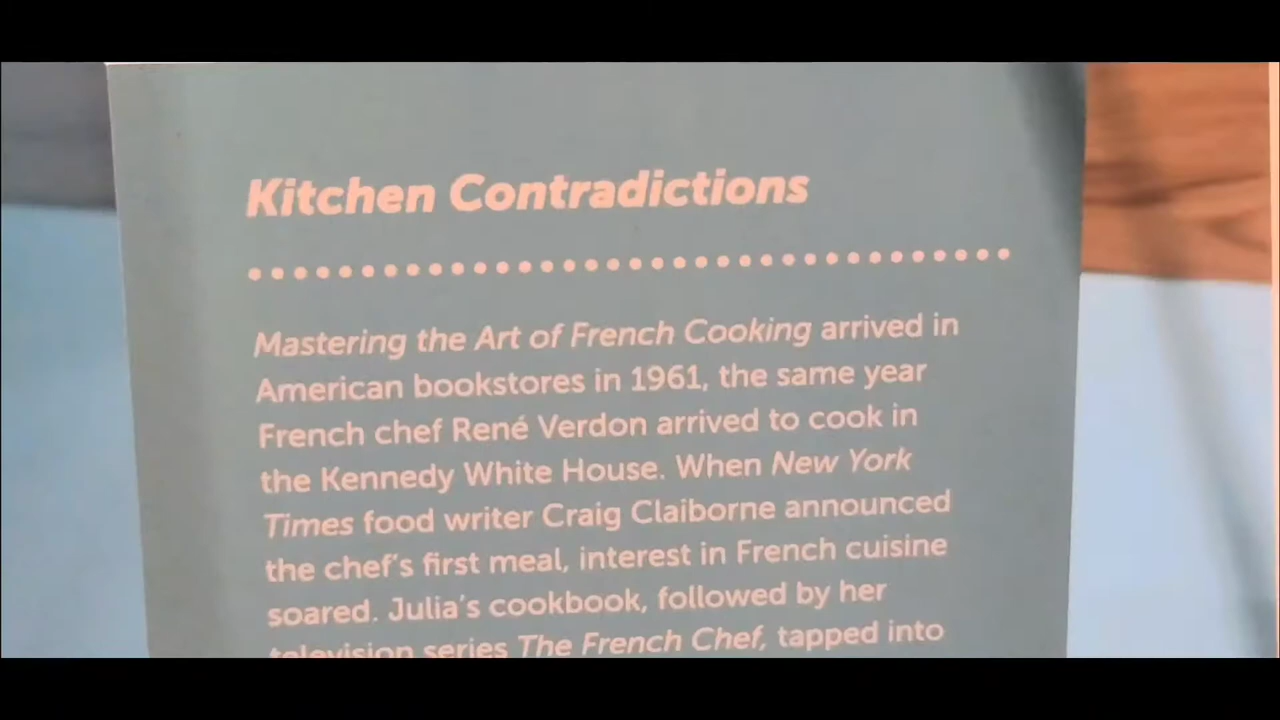 Kitchen Contradictions
Mastering the Art of French Cooking arrived in
American bookstores in 1961, the same year
French chef René Verdon arrived to cook in
the Kennedy White House. When New York
Times food writer Craig Claiborne announced
the chef's first meal, interest in French cuisine
soared. Julia's cookbook, followed by her
television series The French Chef, tapped into